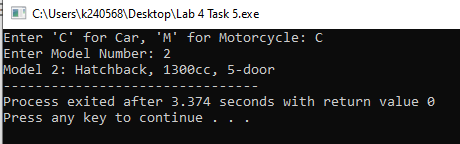 C:\Users\k240568\Desktop\Lab 4 Task 5.exe
Enter 'C' for Car, 'M' for Motorcycle: C
Enter Model Number: 2
Model 2: Hatchback, 1300cc, 5-door
--------------------------------
Process exited after 3.374 seconds with return value 0
Press any key to continue . . .